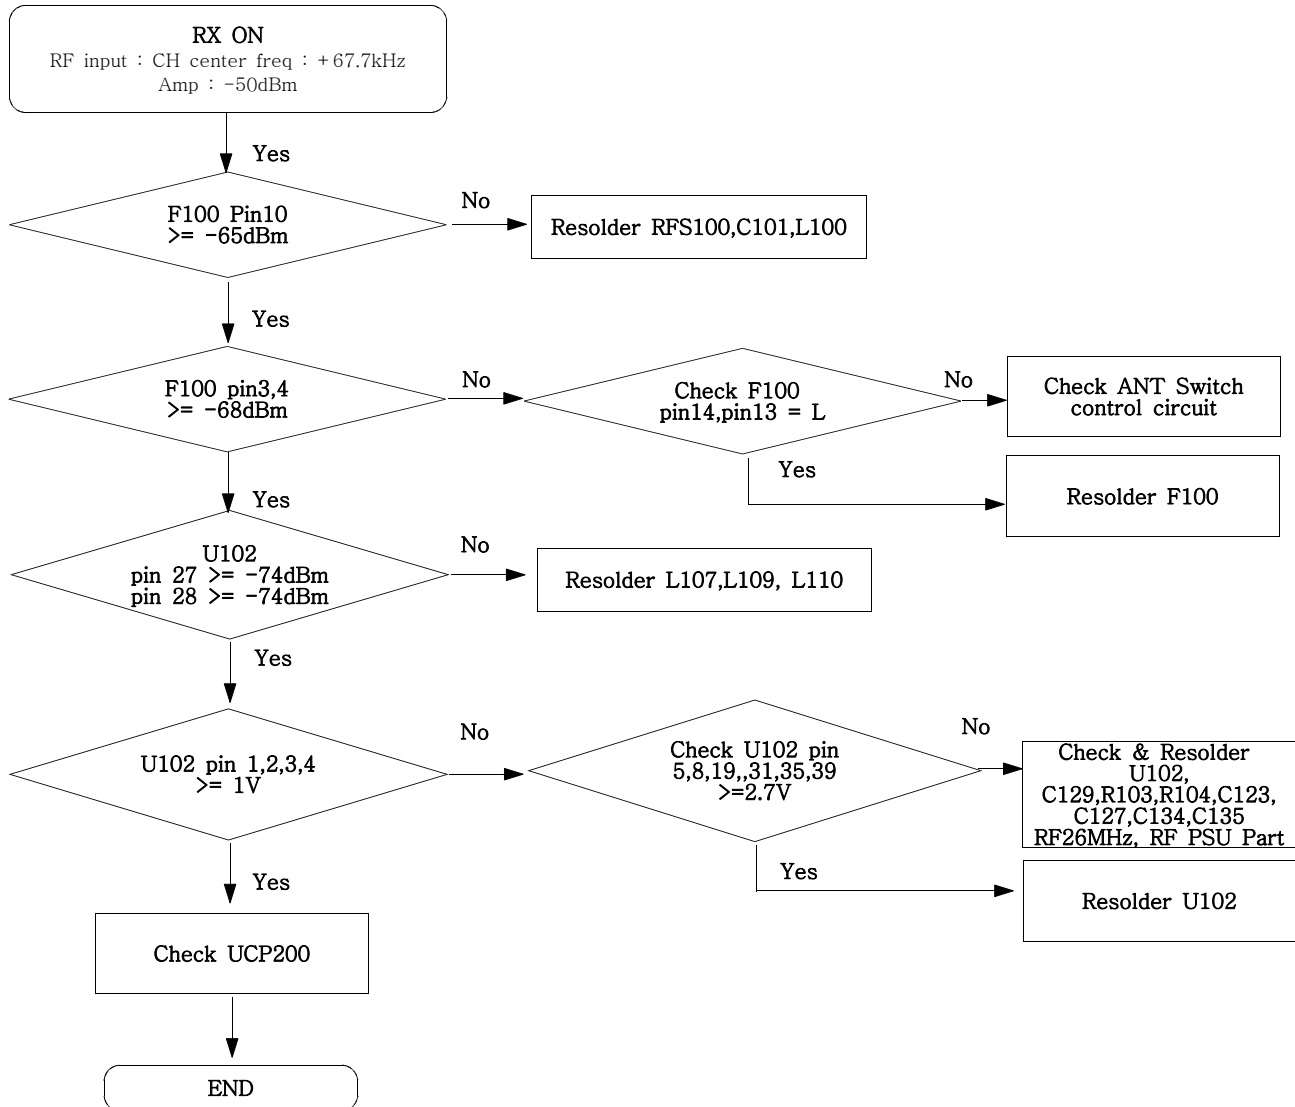 RX ON
RF input : CH center freq : +67.7kHz
Amp : -50dBm
Yes
F100 Pin10
>= -65dBm
No
Resolder RFS100,C101,L100
Yes
F100 pin3,4
>= -68dBm
No
Check F100
pin14,pin13 = L
No
Check ANT Switch
control circuit
Yes
Resolder F100
Yes
U102
pin 27 >= -74dBm
pin 28 >= -74dBm
No
Resolder L107,L109, L110
Yes
U102 pin 1,2,3,4
>= 1V
No
Check U102 pin
5,8,19,,31,35,39
>=2.7V
No
Check & Resolder
U102,
C129,R103,R104,C123,
C127,C134,C135
RF26MHz, RF PSU Part
Yes
Resolder U102
Yes
Check UCP200
END